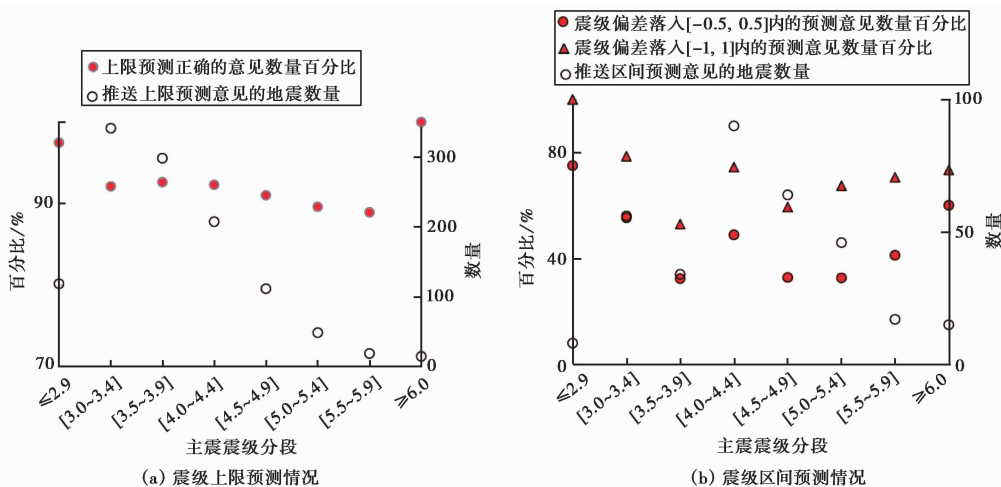 上限预测正确的意见数量百分比
推送上限预测意见的地震数量
百分比/%
90
70
300
200
100
0
数量
≤2.9
[3.0~3.4]
[3.5~3.9]
[4.0~4.4]
[4.5~4.9]
[5.0~5.4]
[5.5~5.9]
≥6.0
主震震级分段
(a) 震级上限预测情况
震级偏差落入[-0.5, 0.5]内的预测意见数量百分比
震级偏差落入[-1, 1]内的预测意见数量百分比
推送区间预测意见的地震数量
百分比/%
80
40
0
100
50
0
数量
≤2.9
[3.0~3.4]
[3.5~3.9]
[4.0~4.4]
[4.5~4.9]
[5.0~5.4]
[5.5~5.9]
≥6.0
主震震级分段
(b) 震级区间预测情况